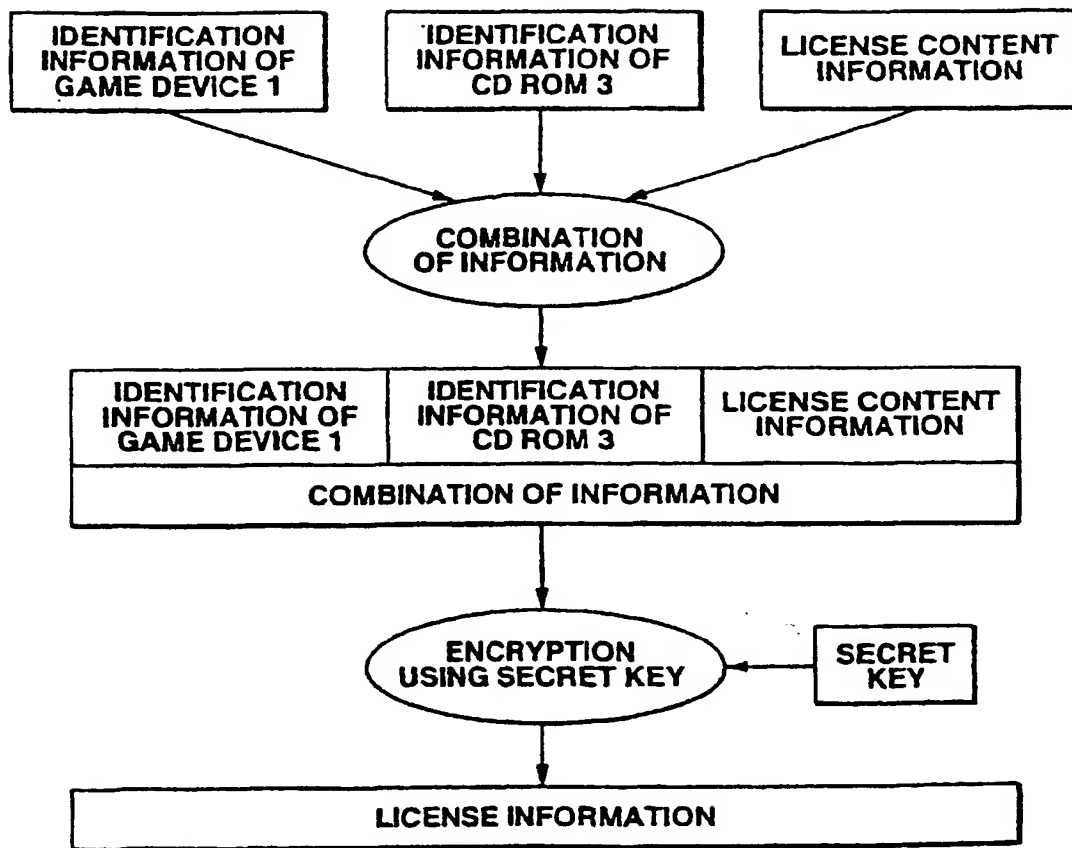 IDENTIFICATION
INFORMATION OF
GAME DEVICE 1
IDENTIFICATION
INFORMATION OF
CD ROM 3
LICENSE CONTENT
INFORMATION
COMBINATION
OF INFORMATION
IDENTIFICATION
INFORMATION OF
GAME DEVICE 1
IDENTIFICATION
INFORMATION OF
CD ROM 3
LICENSE CONTENT
INFORMATION
COMBINATION OF INFORMATION
ENCRYPTION
USING SECRET KEY
SECRET
KEY
LICENSE INFORMATION